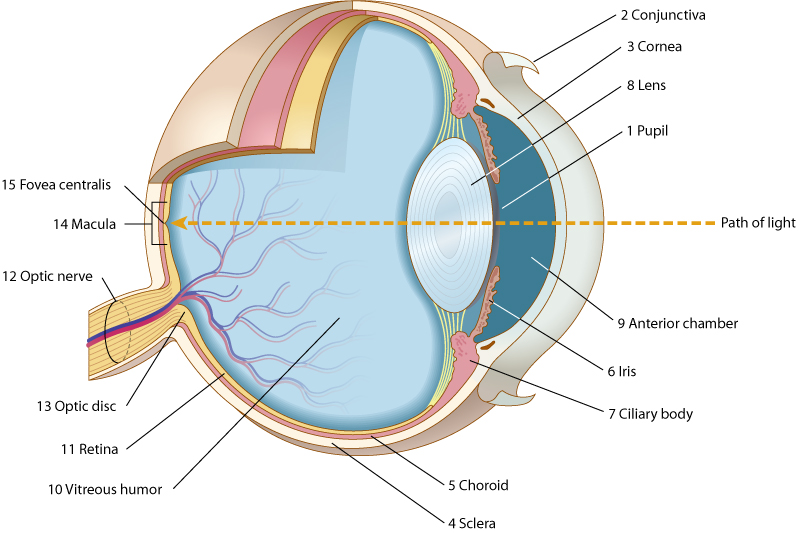 2 Conjunctiva
3 Cornea
8 Lens
1 Pupil
15 Fovea centralis
14 Macula
Path of light
12 Optic nerve
9 Anterior chamber
6 Iris
13 Optic disc
7 Ciliary body
11 Retina
10 Vitreous humor
5 Choroid
4 Sclera